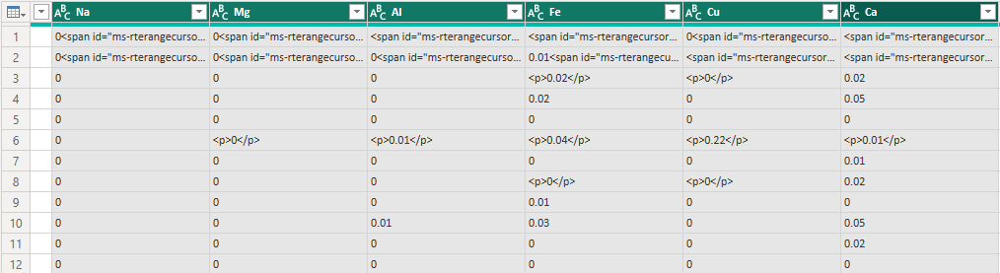 Na Mg Al Fe Cu Ca
1 0<span id="ms-rterangecursor... 0<span id="ms-rterangecursor... <span id="ms-rterangecursor... <span id="ms-rterangecursor... 0<span id="ms-rterangecursor... <span id="ms-rterangecursor...
2 0<span id="ms-rterangecursor... 0<span id="ms-rterangecursor... 0<span id="ms-rterangecursor... 0.01<span id="ms-rterangecu... <span id="ms-rterangecursor... <span id="ms-rterangecursor...
3 0 0 0 <p>0.02</p> <p>0</p> 0.02
4 0 0 0 0.02 0 0.05
5 0 0 0 0 0 0
6 0 <p>0</p> <p>0.01</p> <p>0.04</p> <p>0.22</p> <p>0.01</p>
7 0 0 0 0 0 0.01
8 0 0 0 <p>0</p> <p>0</p> 0.02
9 0 0 0 0.01 0 0
10 0 0 0.01 0.03 0 0.05
11 0 0 0 0 0 0.02
12 0 0 0 0 0 0